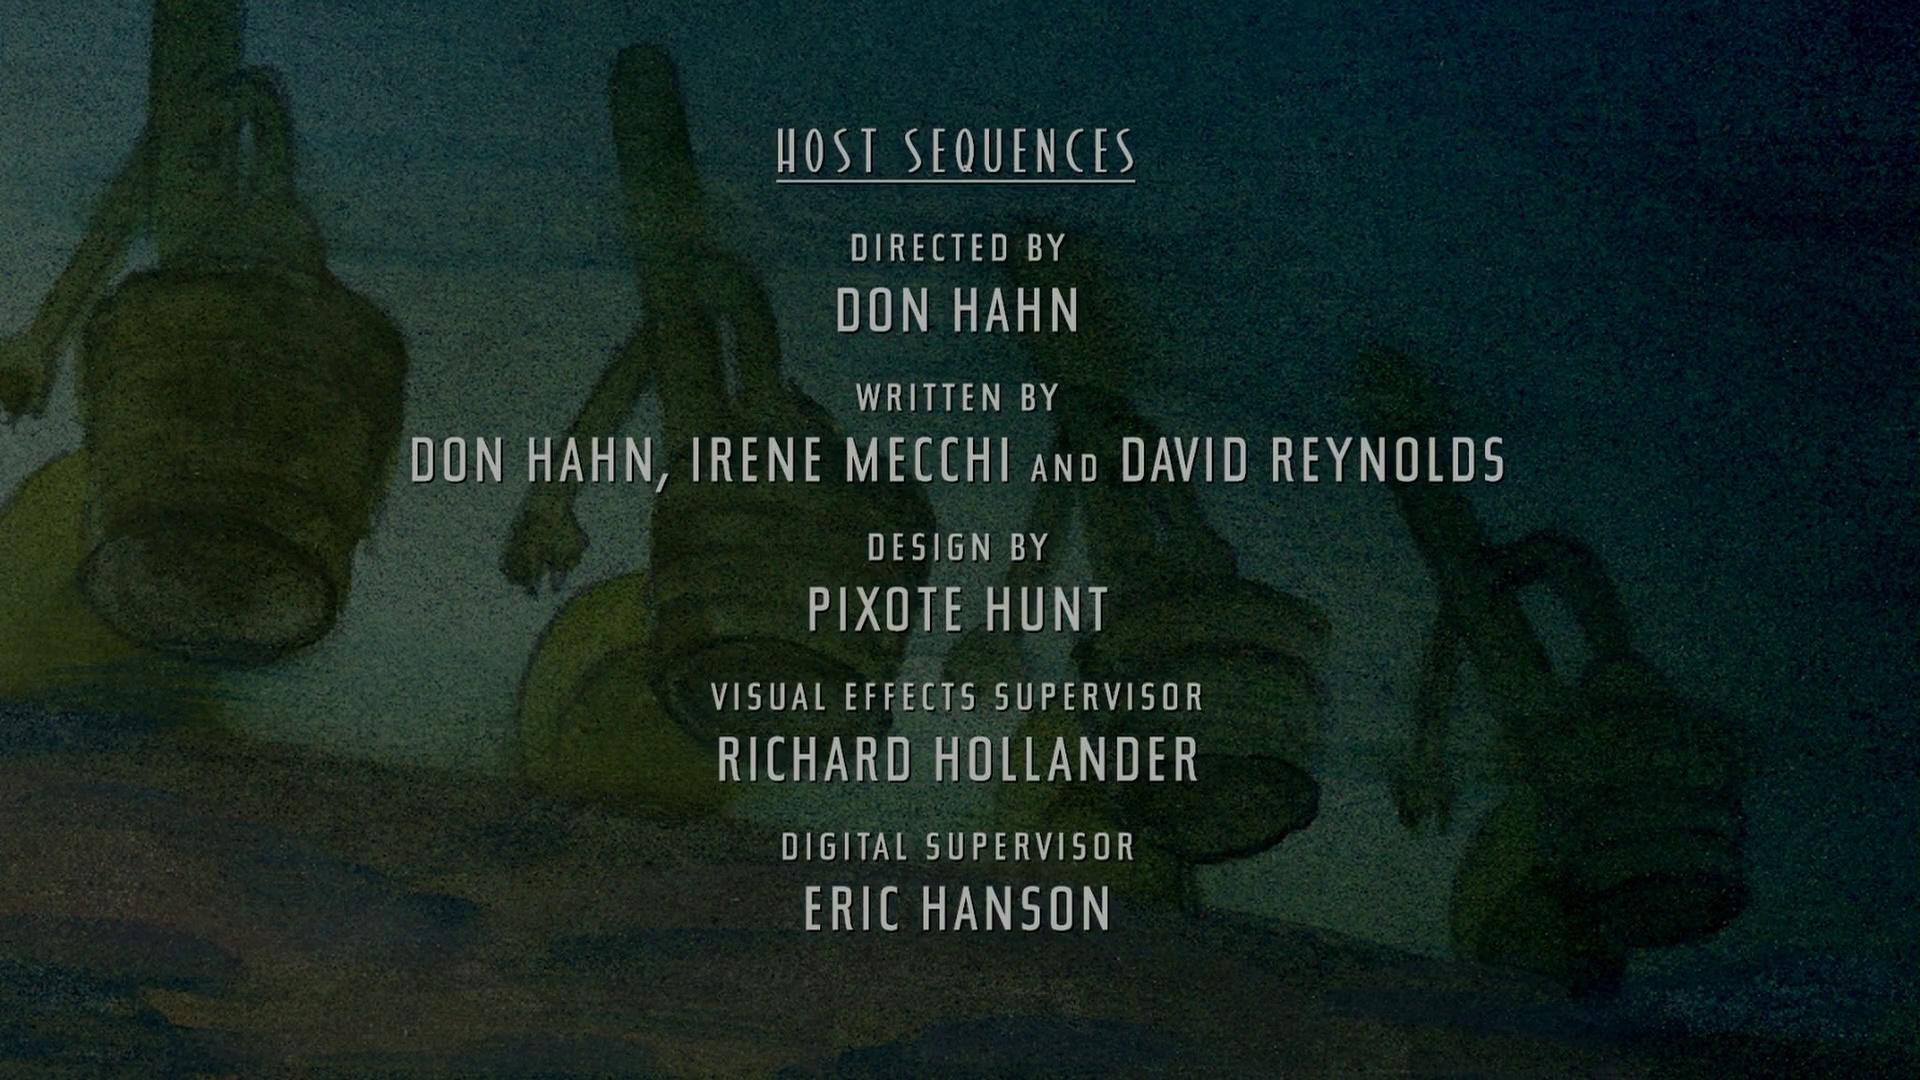 HOST SEQUENCES
DIRECTED BY
DON HAHN
WRITTEN BY
DON HAHN, IRENE MECCHI AND DAVID REYNOLDS
DESIGN BY
PIXOTE HUNT
VISUAL EFFECTS SUPERVISOR
RICHARD HOLLANDER
DIGITAL SUPERVISOR
ERIC HANSON